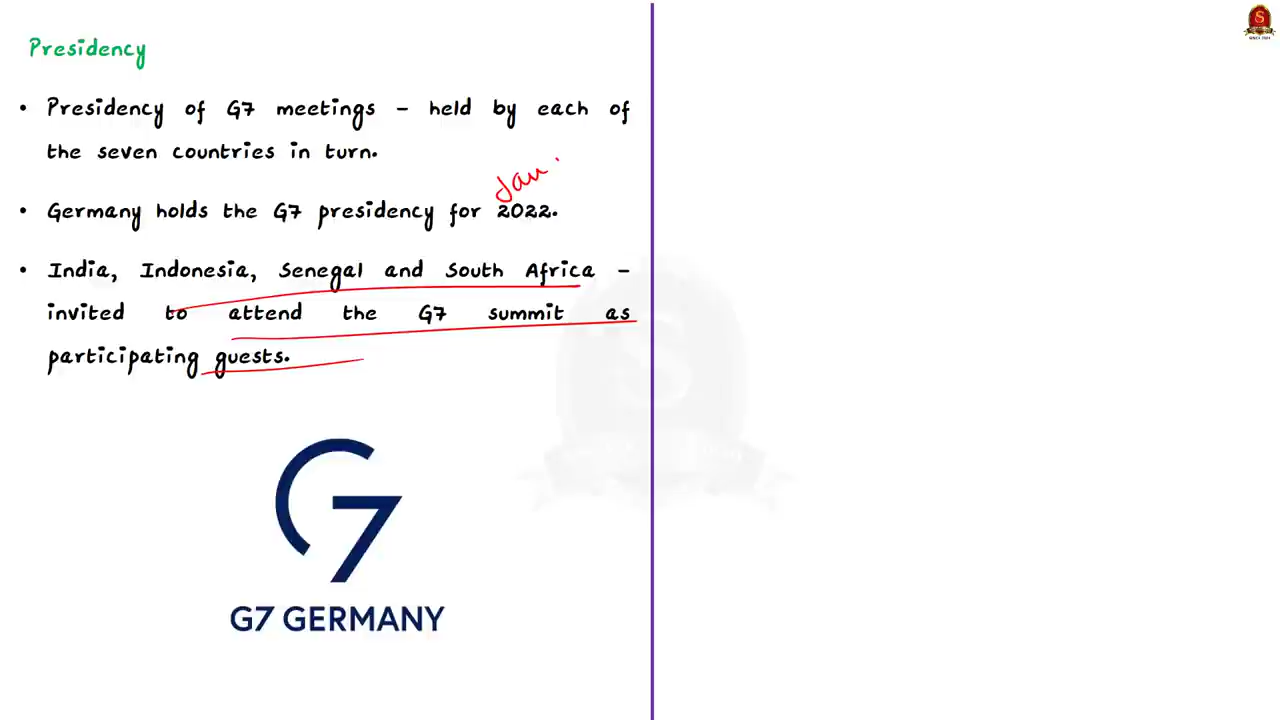 Presidency
• Presidency of G7 meetings – held by each of
the seven countries in turn.
Jan
• Germany holds the G7 presidency for 2022.
• India, Indonesia, Senegal and South Africa –
invited to attend the G7 summit as
participating guests.
G7
G7 GERMANY
S